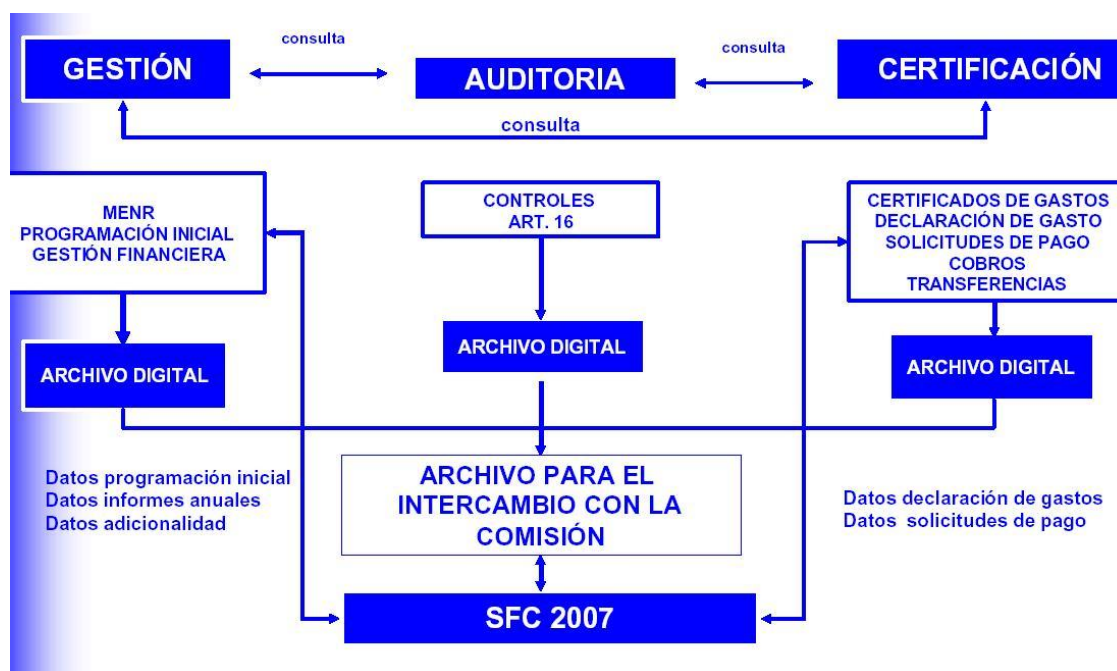 consulta
consulta
GESTIÓN
AUDITORIA
CERTIFICACIÓN
consulta
MENR
PROGRAMACIÓN INICIAL
GESTIÓN FINANCIERA
CONTROLES
ART. 16
CERTIFICADOS DE GASTOS
DECLARACIÓN DE GASTO
SOLICITUDES DE PAGO
COBROS
TRANSFERENCIAS
ARCHIVO DIGITAL
ARCHIVO DIGITAL
ARCHIVO DIGITAL
Datos programación inicial
Datos informes anuales
Datos adicionalidad
ARCHIVO PARA EL
INTERCAMBIO CON LA
COMISIÓN
Datos declaración de gastos
Datos solicitudes de pago
SFC 2007